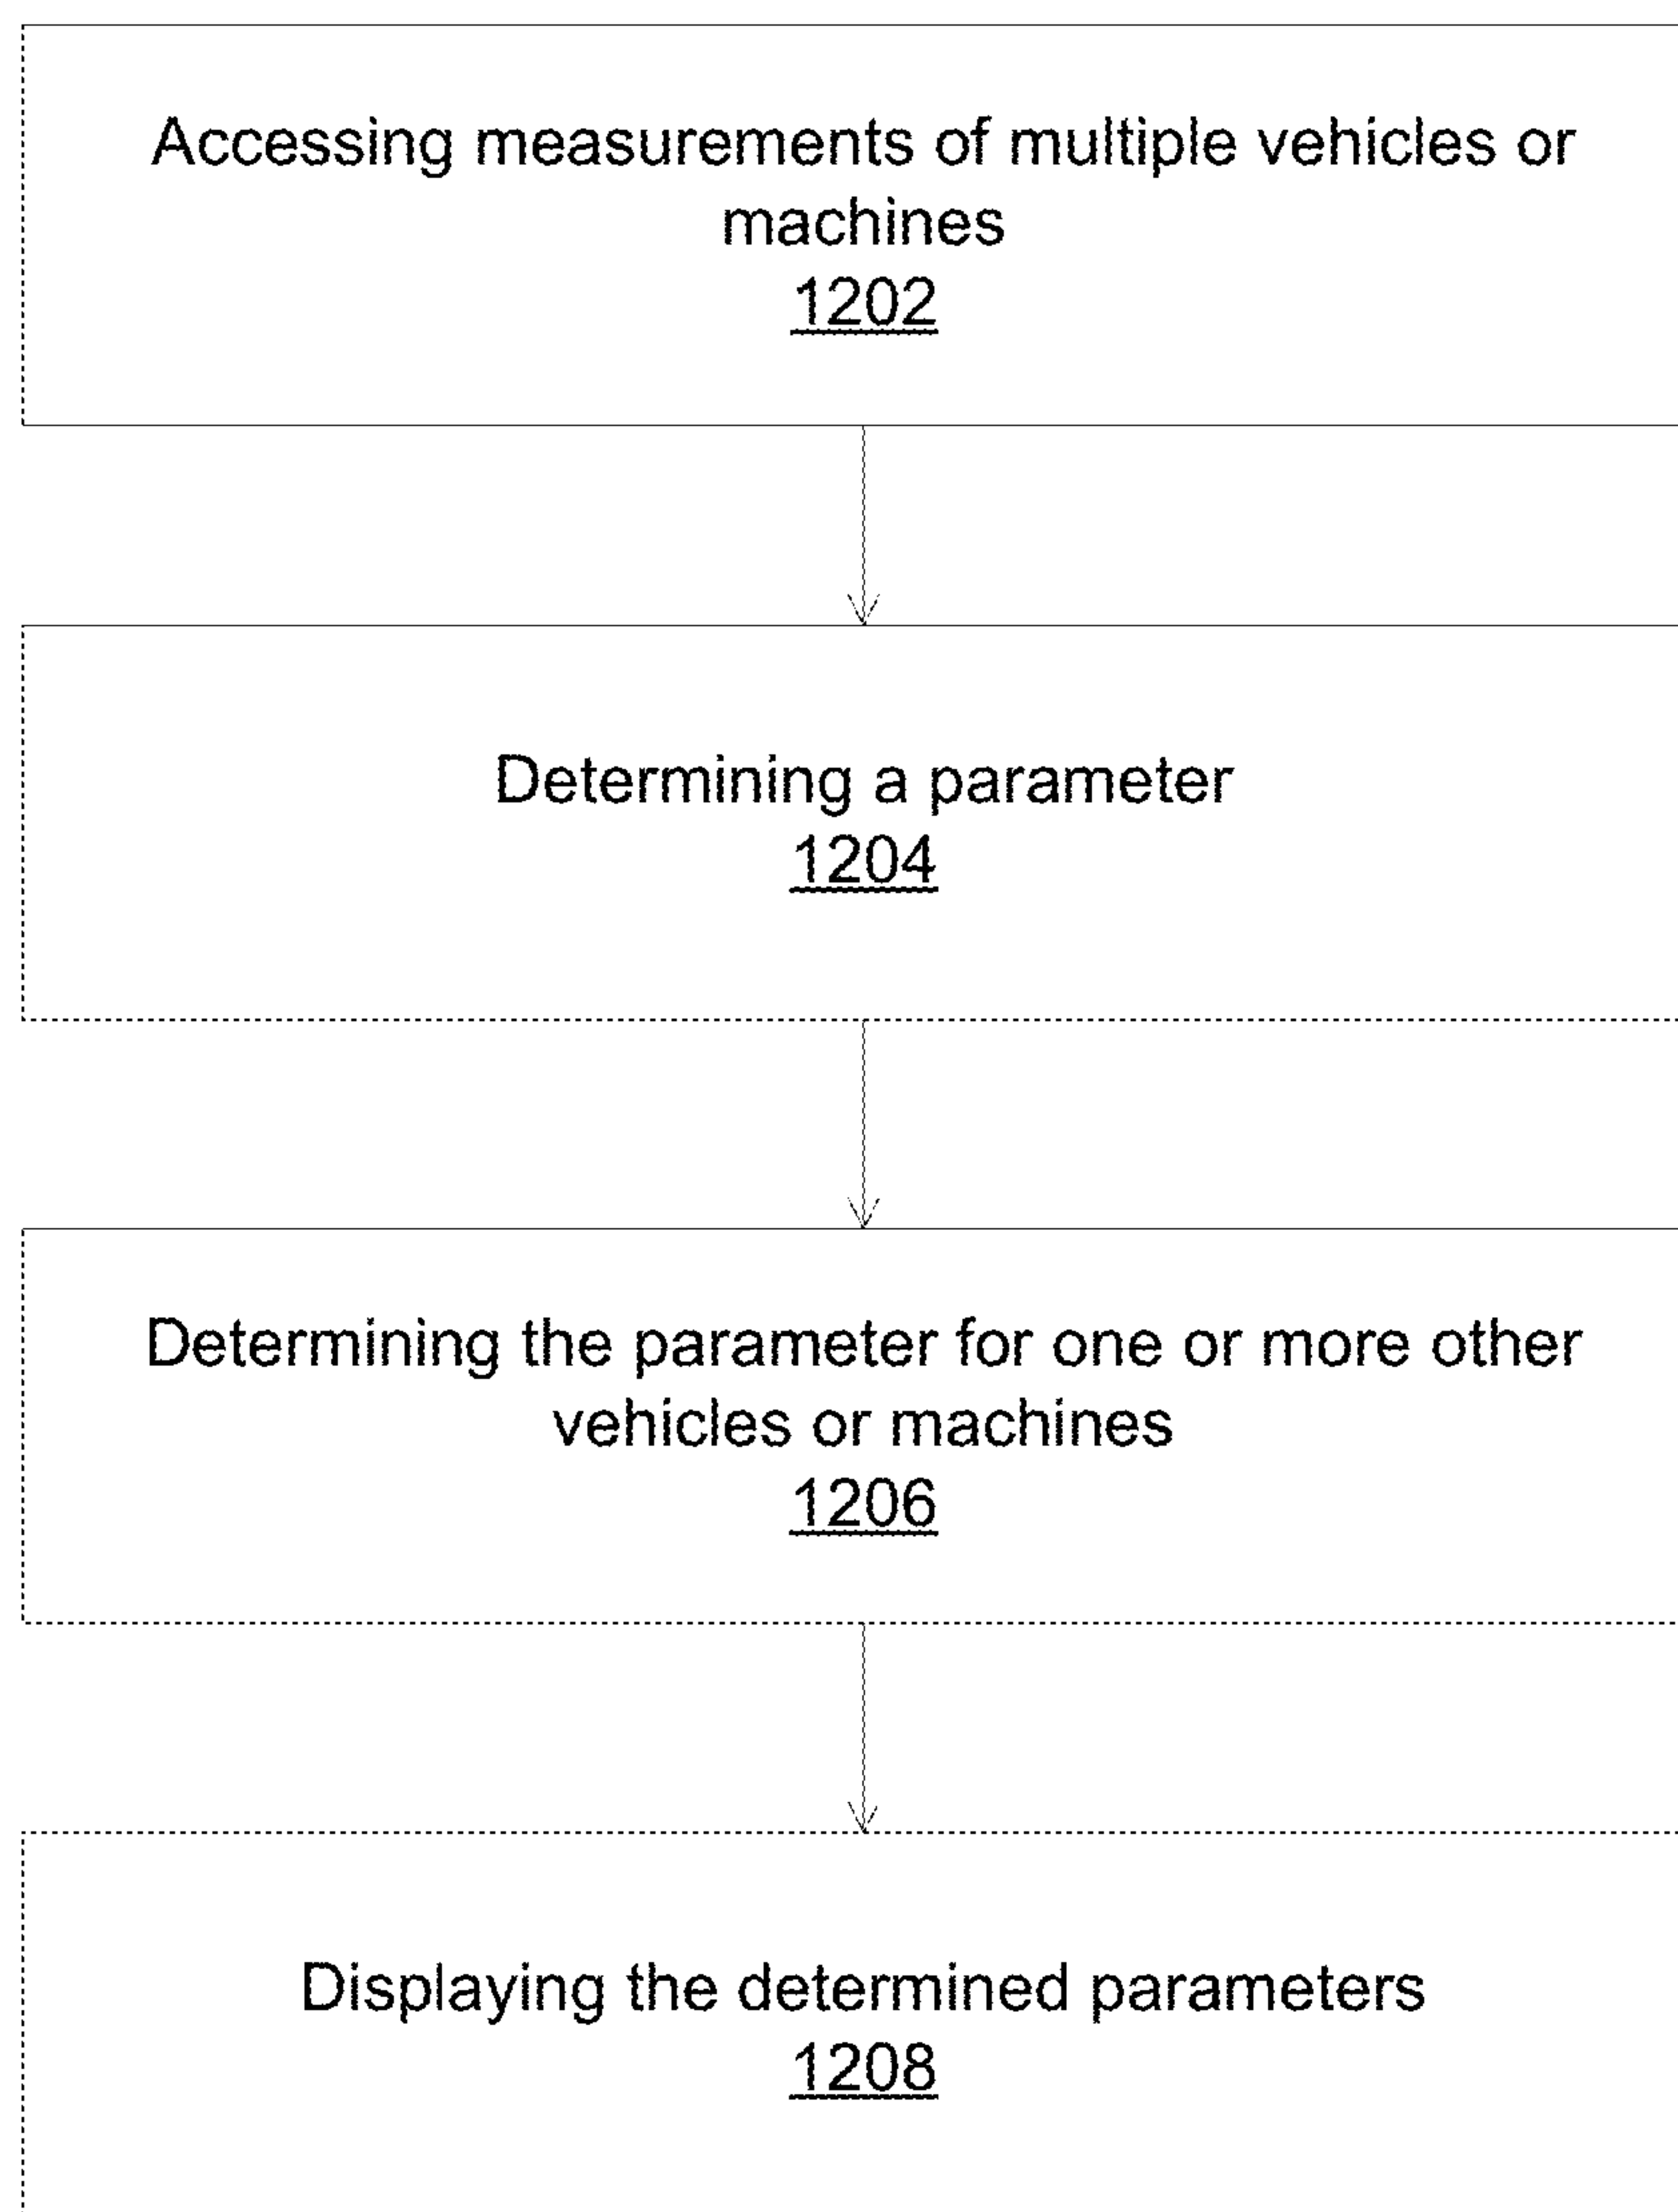 Accessing measurements of multiple vehicles or
machines
1202
Determining a parameter
1204
Determining the parameter for one or more other
vehicles or machines
1206
Displaying the determined parameters
1208